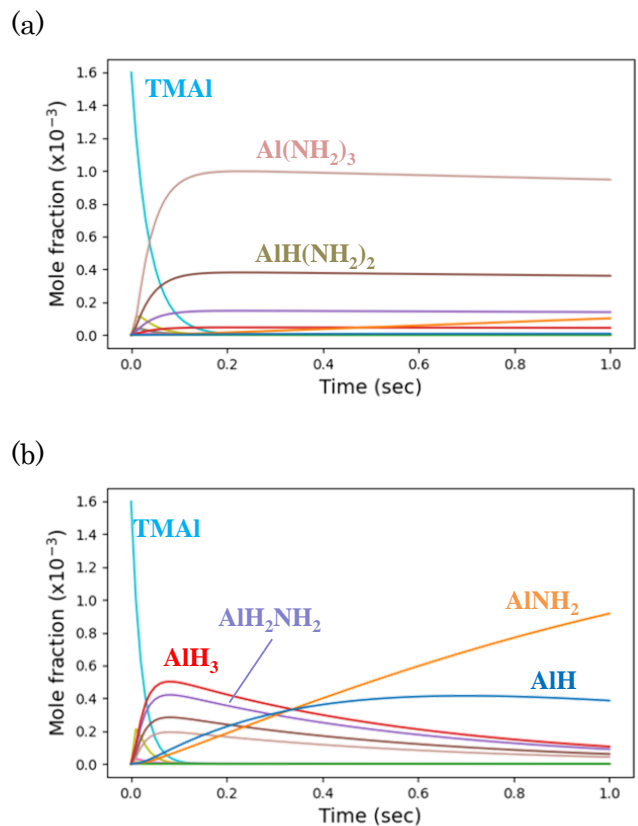 (a)
1.6
1.4
1.2
1.0
0.8
0.6
0.4
0.2
0.0
Mole fraction (x10⁻³)
TMAl
Al(NH₂)₃
AlH(NH₂)₂
0.0 0.2 0.4 0.6 0.8 1.0
Time (sec)
(b)
1.6
1.4
1.2
1.0
0.8
0.6
0.4
0.2
0.0
Mole fraction (x10⁻³)
TMAl
AlNH₂
AlH₂NH₂
AlH₃
AlH
0.0 0.2 0.4 0.6 0.8 1.0
Time (sec)